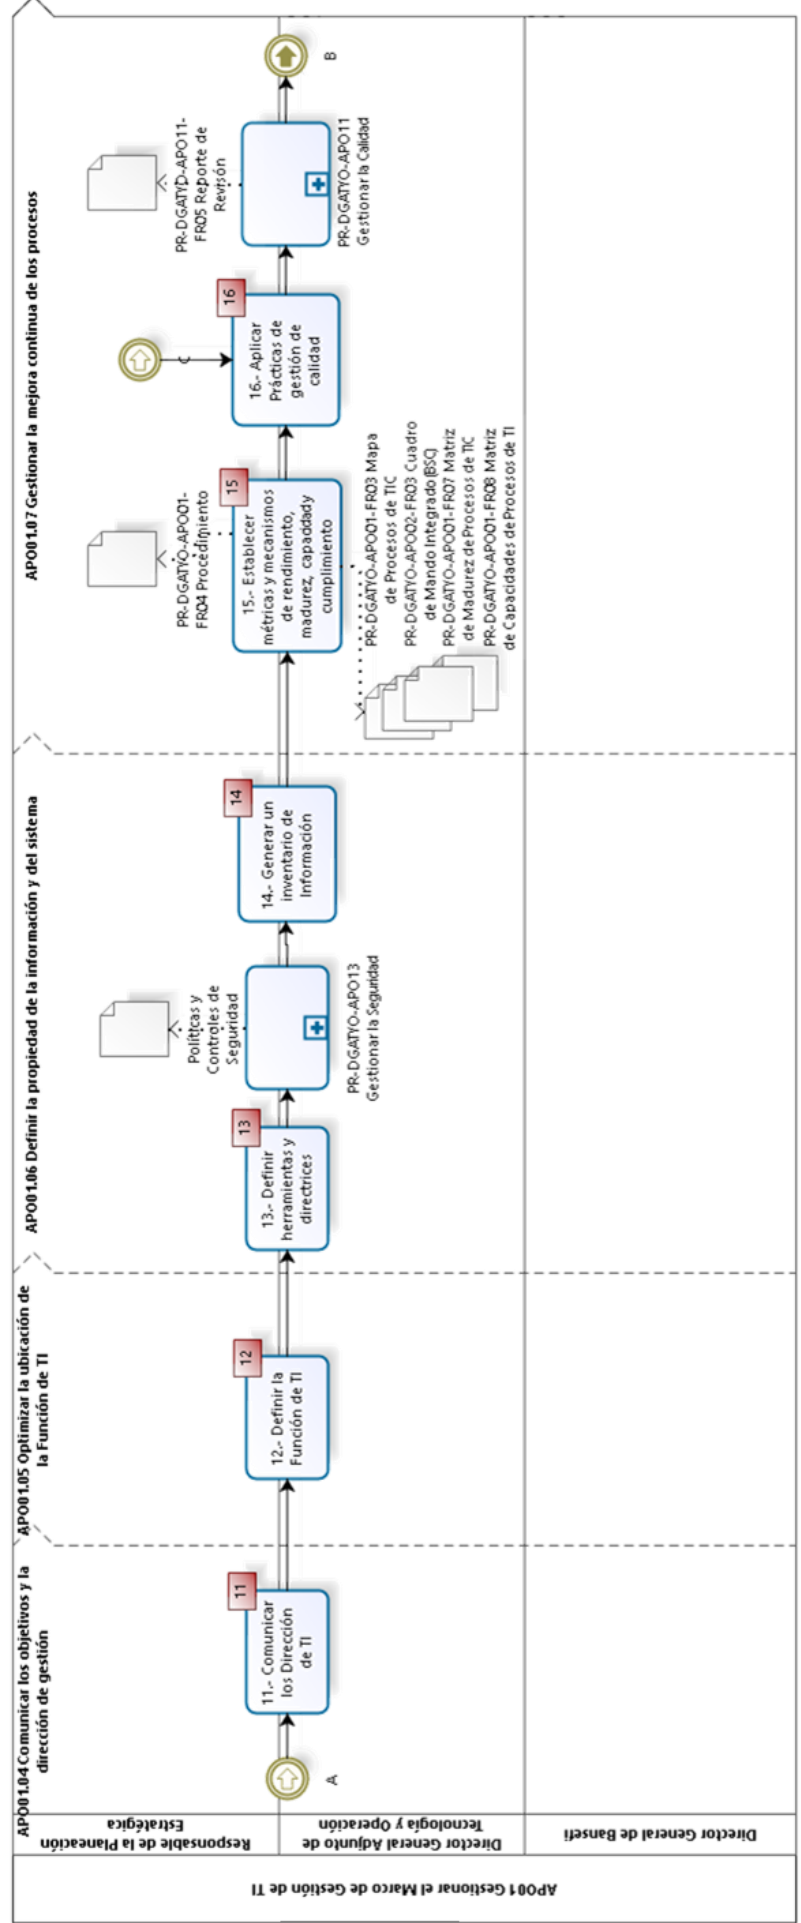 APO01 Gestionar el Marco de Gestión de TI
Responsable de la Planeación
Estratégica
Director General Adjunto de
Tecnología y Operación
Director General de Bansefi
APO01.04 Comunicar los objetivos y la
dirección de gestión
A
11
11.- Comunicar
los Dirección
de TI
APO01.05 Optimizar la ubicación de
la Función de TI
12
12.- Definir la
Función de TI
APO01.06 Definir la propiedad de la información y del sistema
13
13.- Definir
herramientas y
directrices
Políticas y
Controles de
Seguridad
PR-DGATYO-APO13
Gestionar la Seguridad
14
14.- Generar un
inventario de
Información
APO01.07 Gestionar la mejora continua de los procesos
PR-DGATYO-APO01-
FR04 Procedimiento
15
15.- Establecer
métricas y mecanismos
de rendimiento,
madurez, capacidad y
cumplimiento
PR-DGATYO-APO01-FR03 Mapa
de Procesos de TIC
PR-DGATYO-APO02-FR03 Cuadro
de Mando Integrado(BSC)
PR-DGATYO-APO01-FR07 Matriz
de Madurez de Procesos de TIC
PR-DGATYO-APO01-FR08 Matriz
de Capacidades de Procesos de TI
C
16
16.- Aplicar
Prácticas de
gestión de
calidad
PR-DGATYO-APO11-
FR05 Reporte de
Revisón
PR-DGATYO-APO11
Gestionar la Calidad
B